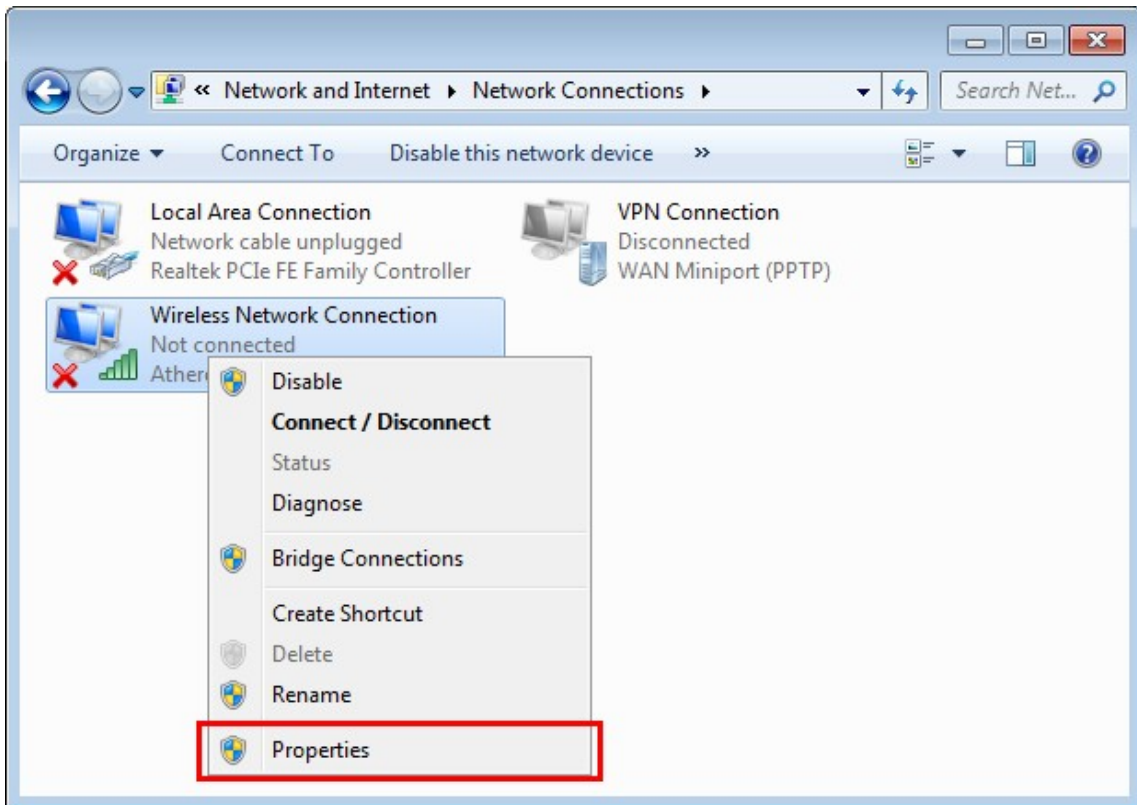 « Network and Internet ▸ Network Connections ▸
Search Net...
Organize ▾ Connect To Disable this network device »
Local Area Connection
Network cable unplugged
Realtek PCIe FE Family Controller
VPN Connection
Disconnected
WAN Miniport (PPTP)
Wireless Network Connection
Not connected
Disable
Connect / Disconnect
Status
Diagnose
Bridge Connections
Create Shortcut
Delete
Rename
Properties